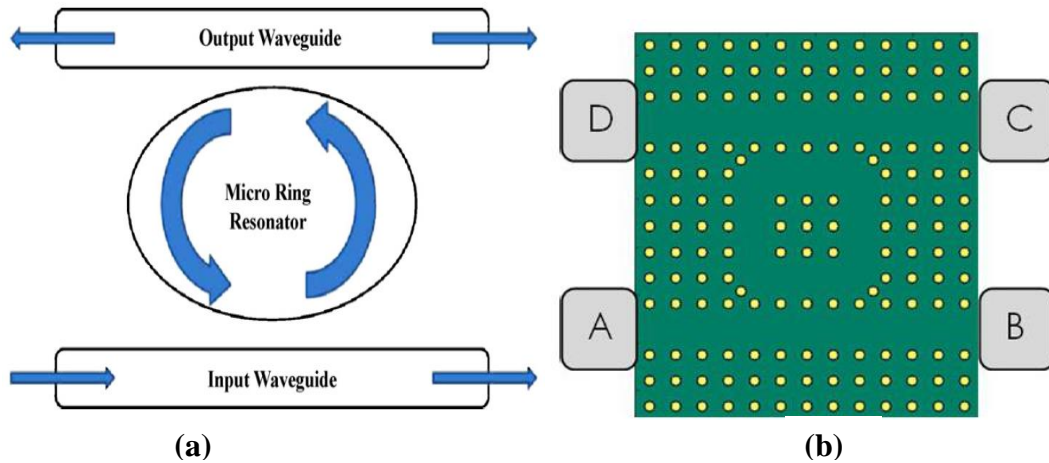 Output Waveguide
Micro Ring
Resonator
Input Waveguide
(a)
D
C
A
B
(b)